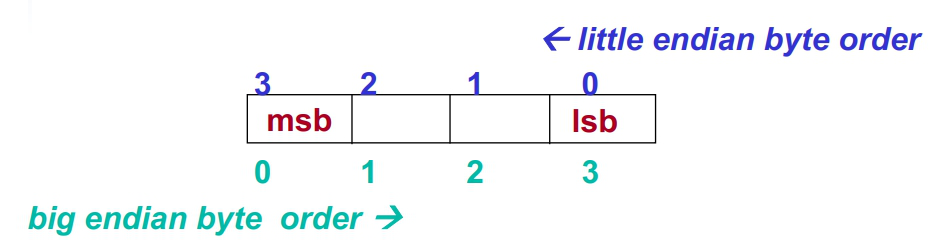 ← little endian byte order
3 2 1 0
msb lsb
0 1 2 3
big endian byte order →